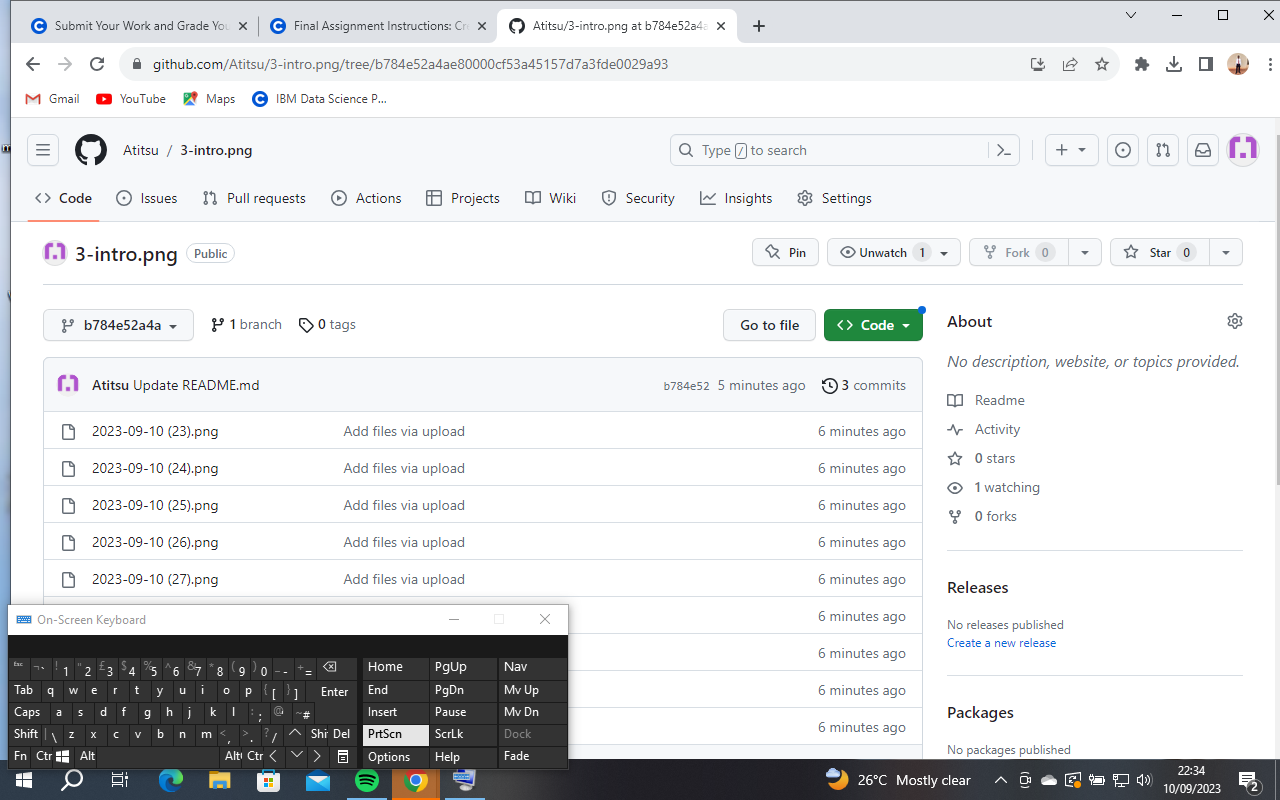 Submit Your Work and Grade You
Final Assignment Instructions: Cre
Atitsu/3-intro.png at b784e52a4a
github.com/Atitsu/3-intro.png/tree/b784e52a4ae80000cf53a45157d7a3fde0029a93
Gmail YouTube Maps IBM Data Science P...
Atitsu / 3-intro.png
Type / to search
Code Issues Pull requests Actions Projects Wiki Security Insights Settings
3-intro.png Public
Pin Unwatch 1 Fork 0 Star 0
b784e52a4a 1 branch 0 tags Go to file Code
Atitsu Update README.md b784e52 5 minutes ago 3 commits
2023-09-10 (23).png Add files via upload 6 minutes ago
2023-09-10 (24).png Add files via upload 6 minutes ago
2023-09-10 (25).png Add files via upload 6 minutes ago
2023-09-10 (26).png Add files via upload 6 minutes ago
2023-09-10 (27).png Add files via upload 6 minutes ago
6 minutes ago
6 minutes ago
6 minutes ago
6 minutes ago
About
No description, website, or topics provided.
Readme
Activity
0 stars
1 watching
0 forks
Releases
No releases published
Create a new release
Packages
No packages published
On-Screen Keyboard
Esc ¬ ` ! 1 " 2 £ 3 $ 4 % 5 ^ 6 & 7 * 8 ( 9 ) 0 _ - + = Home PgUp Nav
Tab q w e r t y u i o p { [ } ] Enter End PgDn Mv Up
Caps a s d f g h j k l : ; @ ~ # Insert Pause Mv Dn
Shift | \ z x c v b n m < , > . ? / Shi Del PrtScn ScrLk Dock
Fn Ctr Alt Alt Ctr Options Help Fade
26°C Mostly clear
22:34
10/09/2023
2